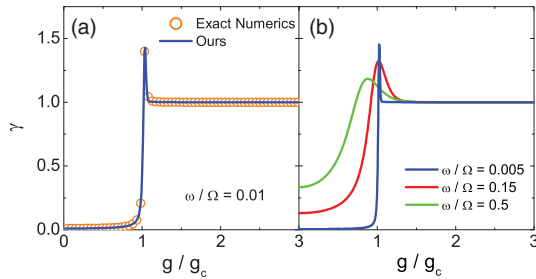 (a)
Exact Numerics
Ours
(b)
1.5
1.0
0.5
0.0
γ
ω / Ω = 0.01
ω / Ω = 0.005
ω / Ω = 0.15
ω / Ω = 0.5
0 1 2 3 1 2 3
g / g_c g / g_c